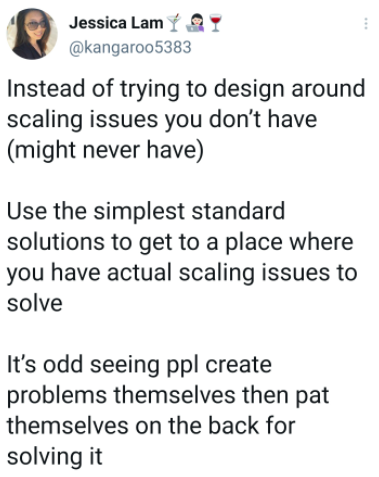 Jessica Lam🍸 👩🏻‍💻🍷
@kangaroo5383
Instead of trying to design around
scaling issues you don’t have
(might never have)
Use the simplest standard
solutions to get to a place where
you have actual scaling issues to
solve
It’s odd seeing ppl create
problems themselves then pat
themselves on the back for
solving it